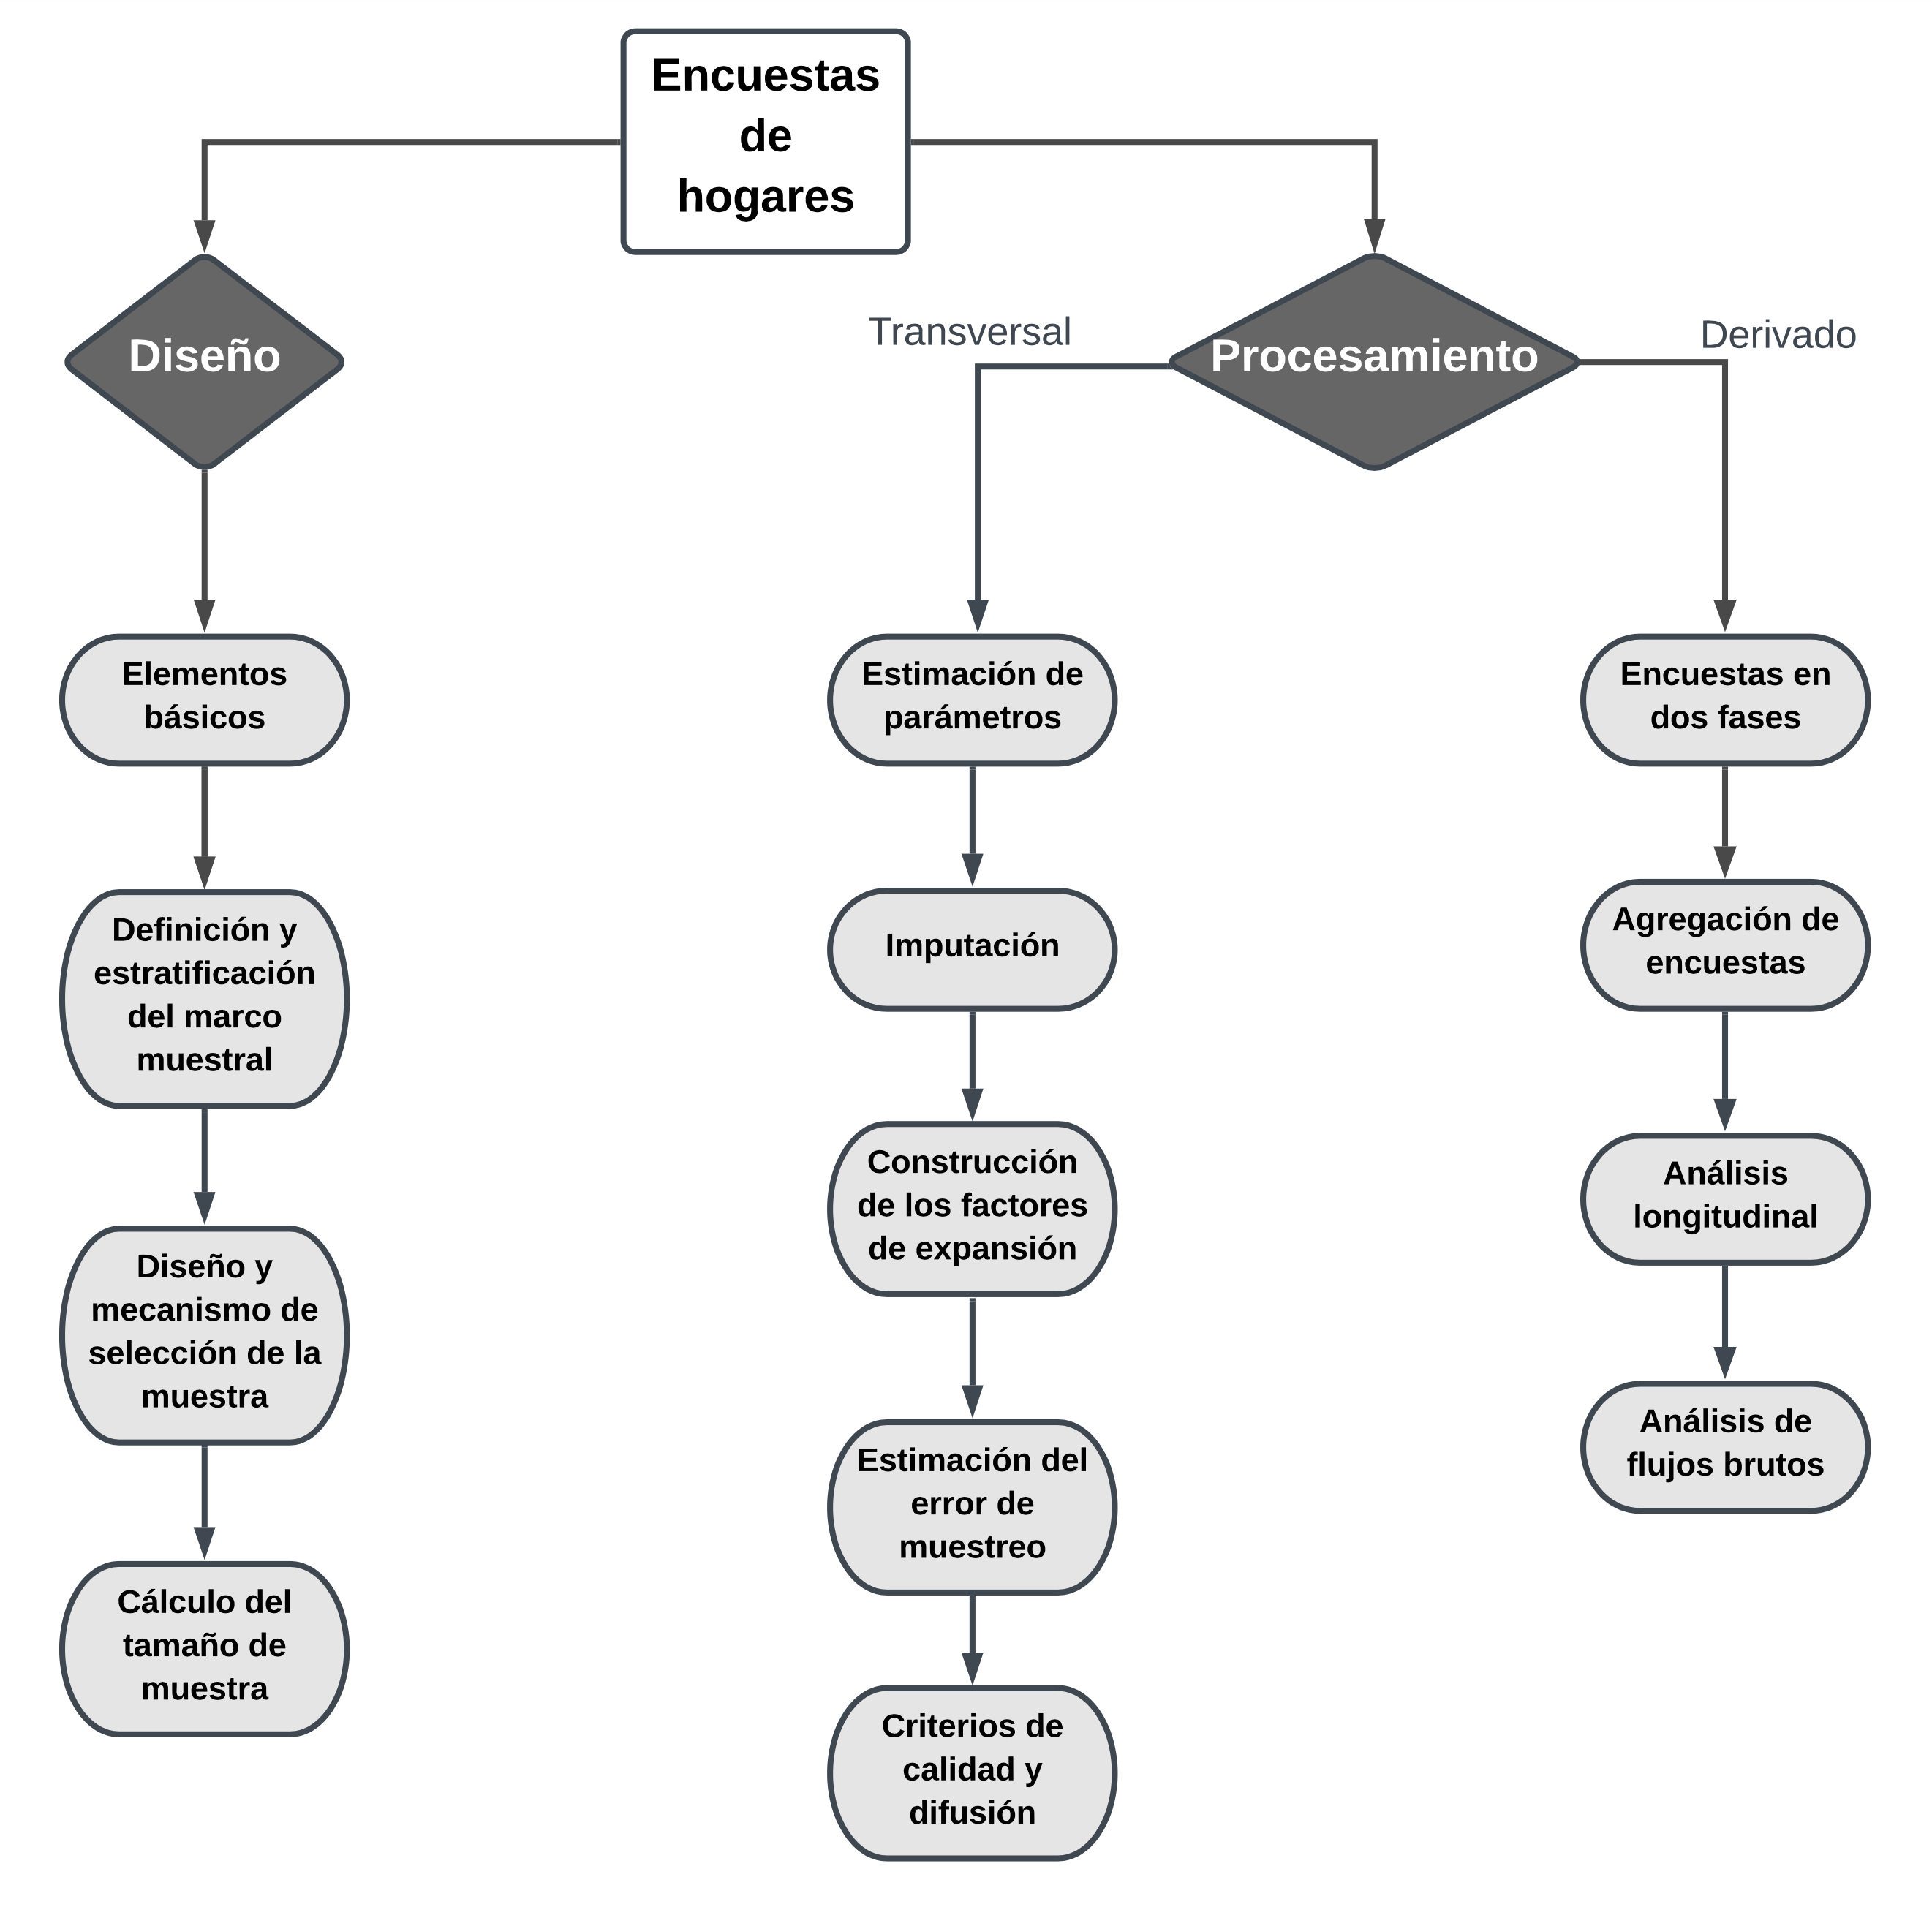 Encuestas
de
hogares
Diseño
Transversal
Procesamiento
Derivado
Elementos
básicos
Definición y
estratificación
del marco
muestral
Diseño y
mecanismo de
selección de la
muestra
Cálculo del
tamaño de
muestra
Estimación de
parámetros
Imputación
Construcción
de los factores
de expansión
Estimación del
error de
muestreo
Criterios de
calidad y
difusión
Encuestas en
dos fases
Agregación de
encuestas
Análisis
longitudinal
Análisis de
flujos brutos